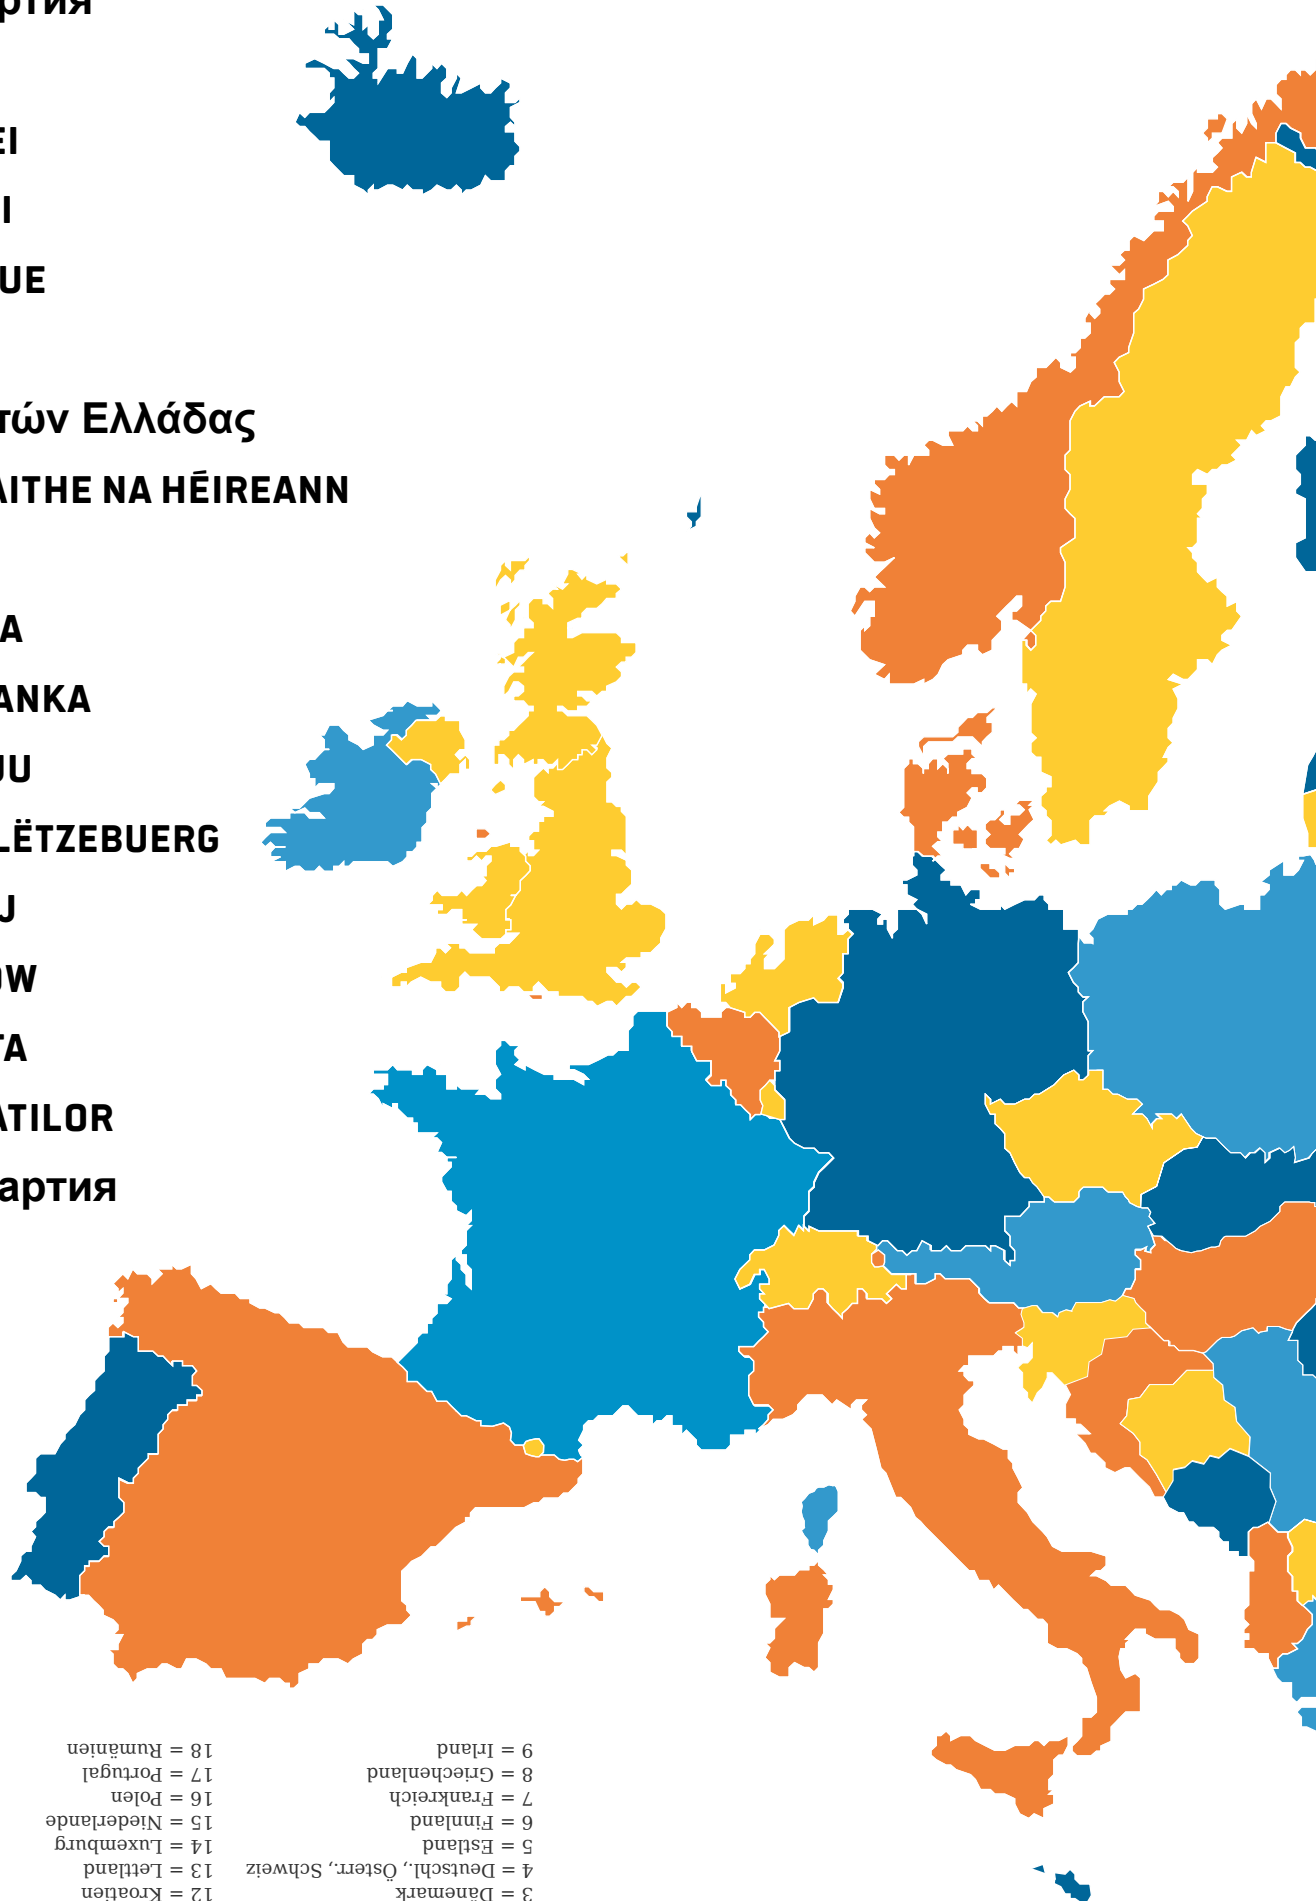 ртия
EI
I
UE
τών Ελλάδας
AITHE NA HÉIREANN
A
ANKA
JU
LËTZEBUERG
J
OW
TA
ATILOR
артия
3 = Dänemark
4 = Deutschl., Österr., Schweiz
5 = Estland
6 = Finnland
7 = Frankreich
8 = Griechenland
9 = Irland
12 = Kroatien
13 = Lettland
14 = Luxemburg
15 = Niederlande
16 = Polen
17 = Portugal
18 = Rumänien